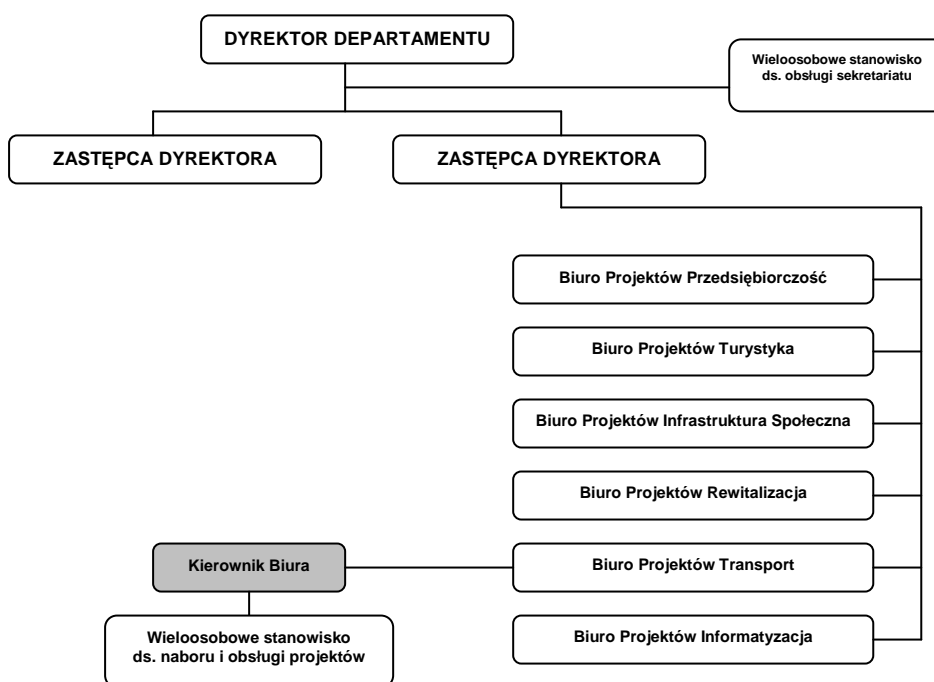 DYREKTOR DEPARTAMENTU
Wieloosobowe stanowisko
ds. obsługi sekretariatu
ZASTĘPCA DYREKTORA
ZASTĘPCA DYREKTORA
Biuro Projektów Przedsiębiorczość
Biuro Projektów Turystyka
Biuro Projektów Infrastruktura Społeczna
Biuro Projektów Rewitalizacja
Kierownik Biura
Biuro Projektów Transport
Wieloosobowe stanowisko
ds. naboru i obsługi projektów
Biuro Projektów Informatyzacja